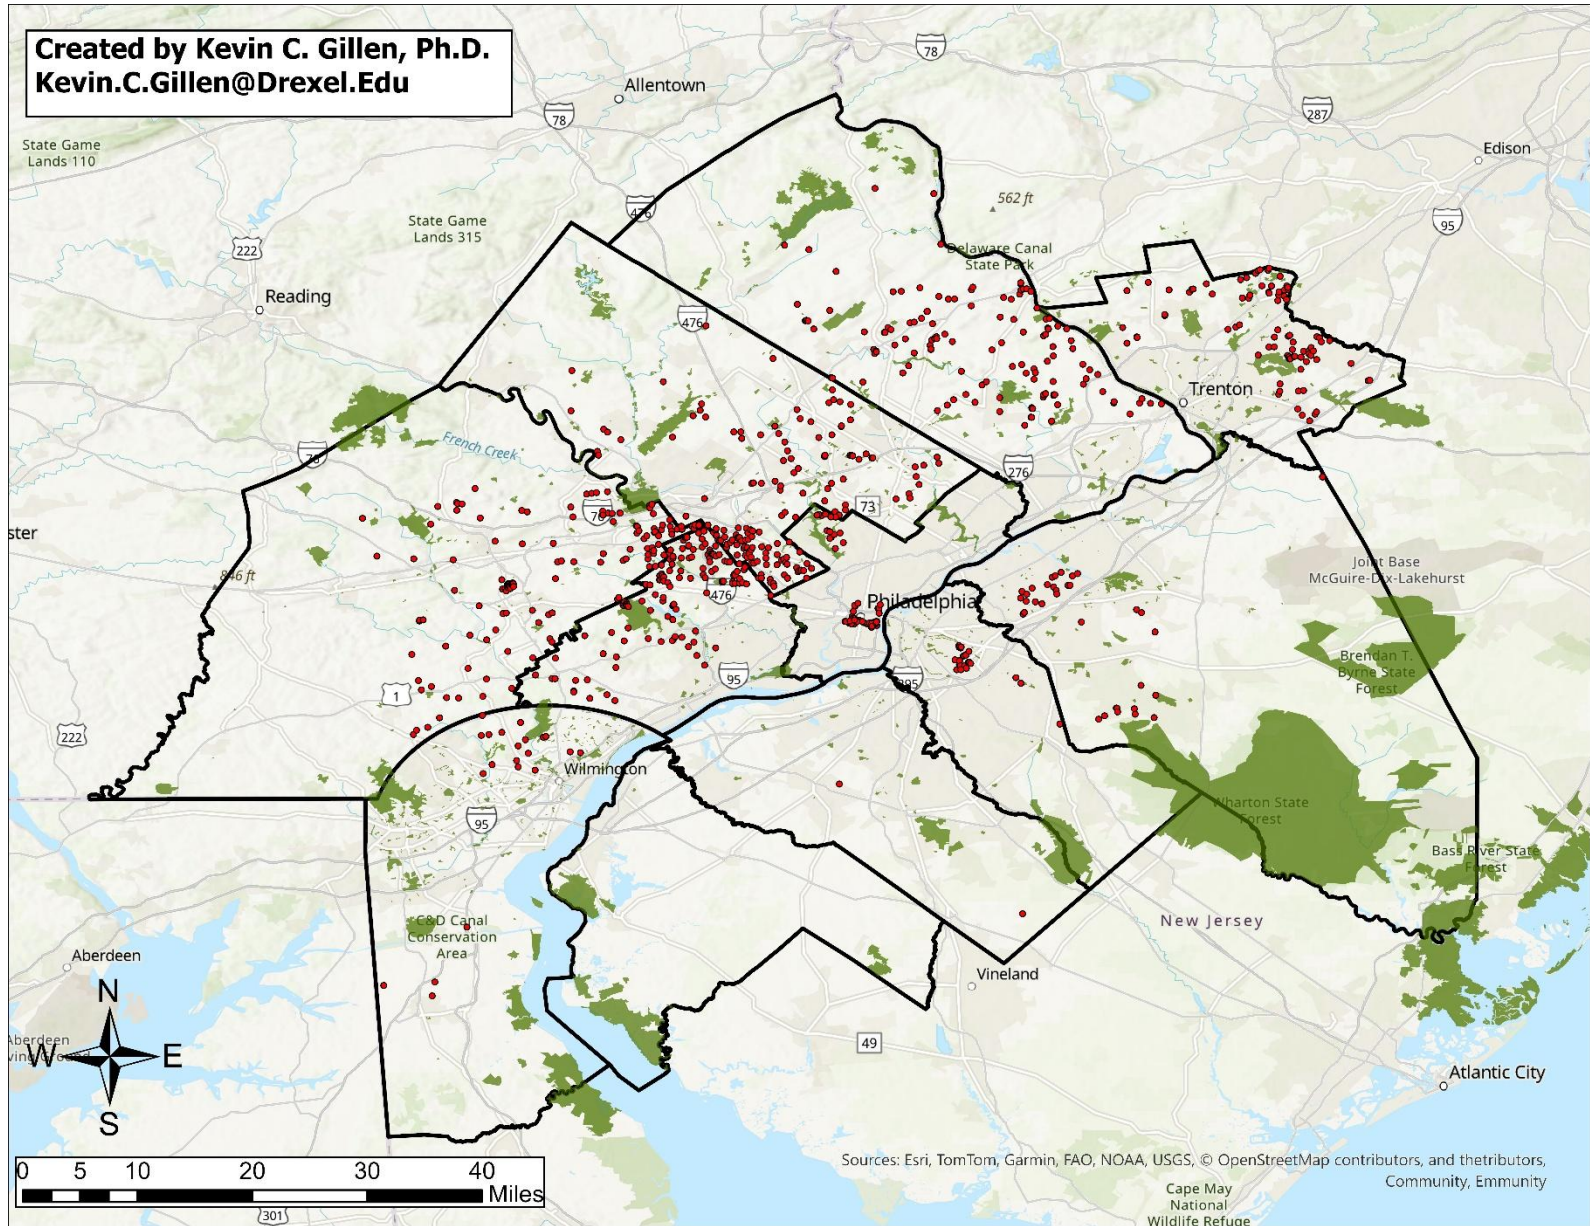 Created by Kevin C. Gillen, Ph.D.
Kevin.C.Gillen@Drexel.Edu
78
Allentown
78
287
State Game
Lands 110
Edison
476
562 ft
State Game
Lands 315
95
222
Delaware Canal
State Park
Reading
476
Trenton
French Creek
76
276
73
76
ster
Joint Base
McGuire-Dix-Lakehurst
846 ft
476
Philadelphia
Brendan T.
Byrne State
Forest
95
295
1
222
Wilmington
Wharton State
Forest
95
Bass River State
Forest
C&D Canal
Conservation
Area
New Jersey
Aberdeen
Vineland
N
W
E
S
Aberdeen
ving Ground
49
Atlantic City
0 5 10 20 30 40
Miles
Sources: Esri, TomTom, Garmin, FAO, NOAA, USGS, © OpenStreetMap contributors, and thetributors,
Community, Emmunity
Cape May
National
Wildlife Refuge
301